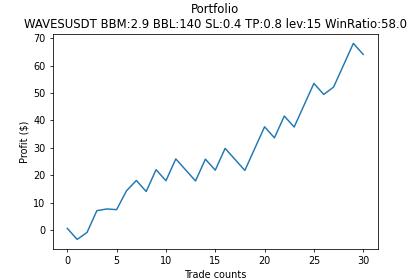 Portfolio
WAVESUSDT BBM:2.9 BBL:140 SL:0.4 TP:0.8 lev:15 WinRatio:58.0
70
60
50
40
30
20
10
0
Profit ($)
0 5 10 15 20 25 30
Trade counts